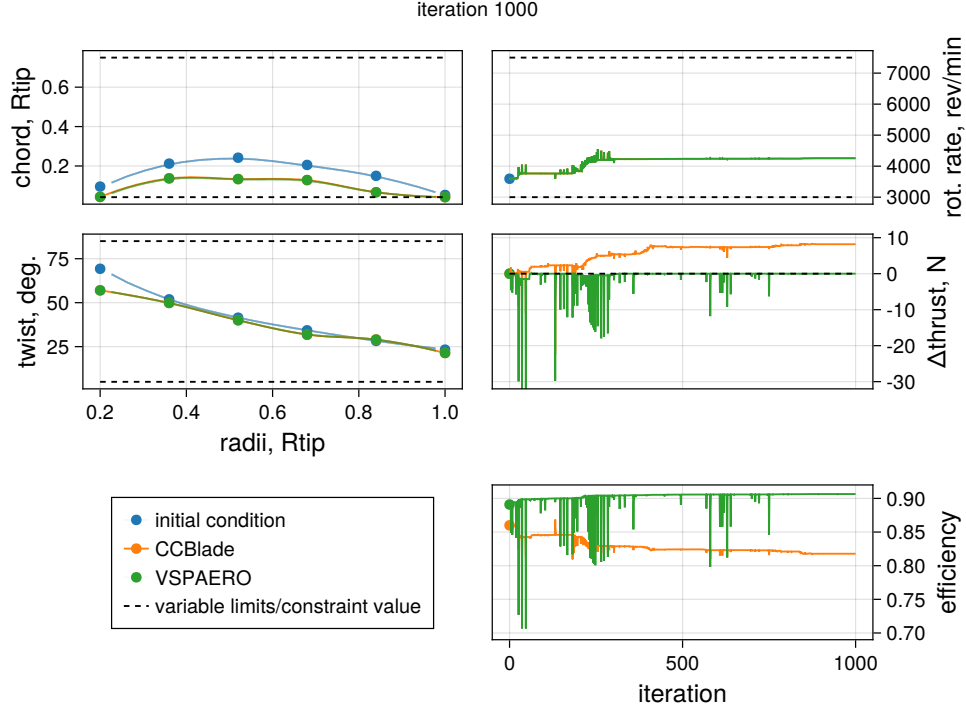 iteration 1000
chord, Rtip
0.6
0.4
0.2
7000
6000
5000
4000
3000
rot. rate, rev/min
twist, deg.
75
50
25
0.2
0.4
0.6
0.8
1.0
radii, Rtip
10
0
-10
-20
-30
Δthrust, N
initial condition
CCBlade
VSPAERO
variable limits/constraint value
0.90
0.85
0.80
0.75
0.70
efficiency
0
500
1000
iteration